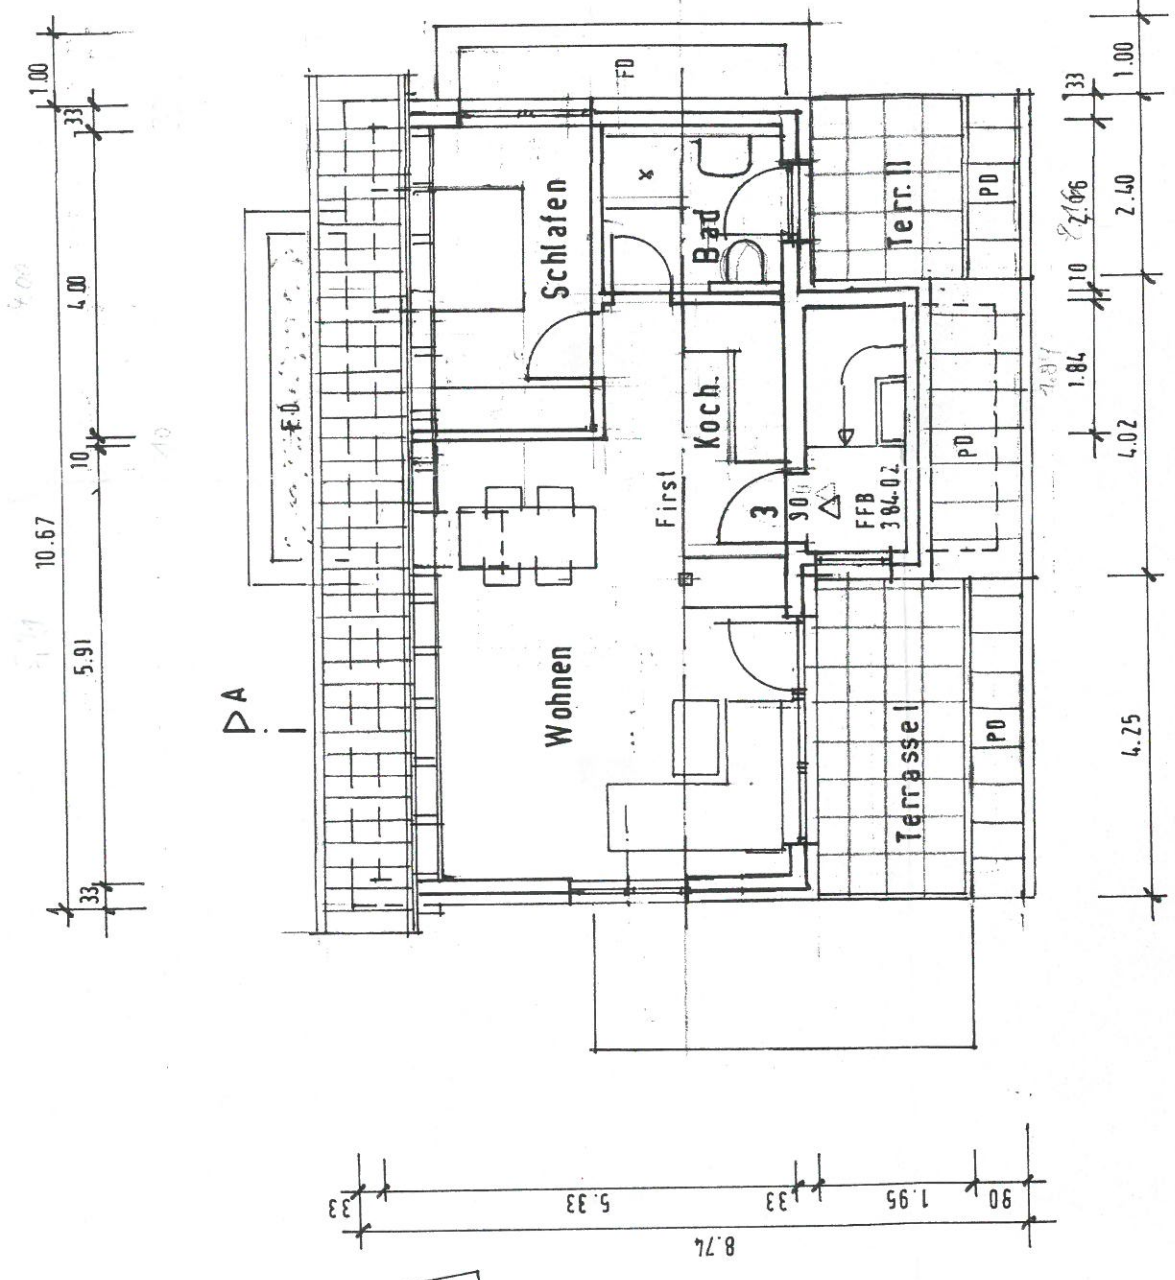 10.67
1.00
33
4.00
10
5.91
33
A
FD
Schlafen
Bad
x
Terr.II
PD
Koch.
First
3
90
FFB
384.02
PD
Wohnen
Terrasse I
PD
33
1.00
2.40
10
1.84
4.02
4.25
33
5.33
33
1.95
90
8.74